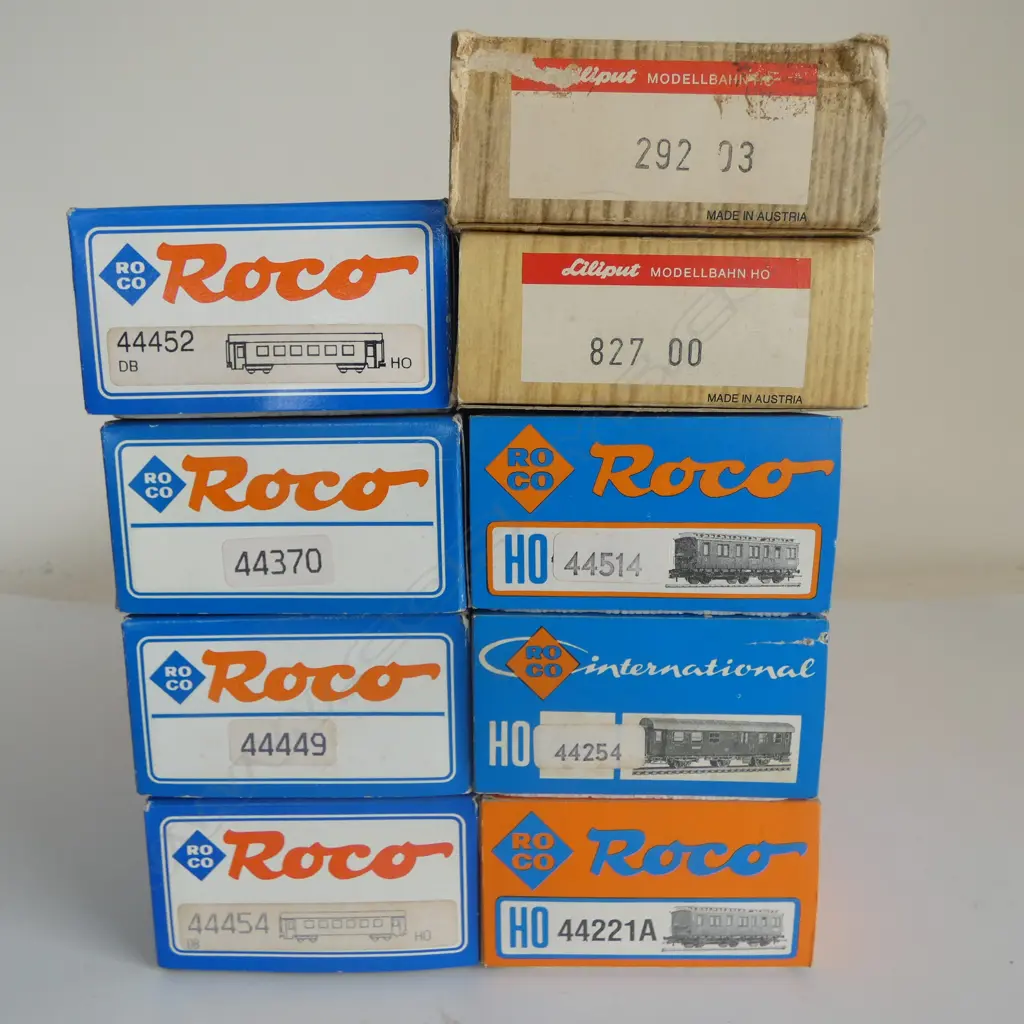 RO
CO
Roco
44452
DB
HO
RO
CO
Roco
44370
RO
CO
Roco
44449
RO
CO
Roco
44454
DB
HO
Liliput MODELLBAHN HO
292 03
MADE IN AUSTRIA
Liliput MODELLBAHN HO
827 00
MADE IN AUSTRIA
RO
CO
Roco
HO 44514
RO
CO
international
HO 44254
RO
CO
Roco
HO 44221A